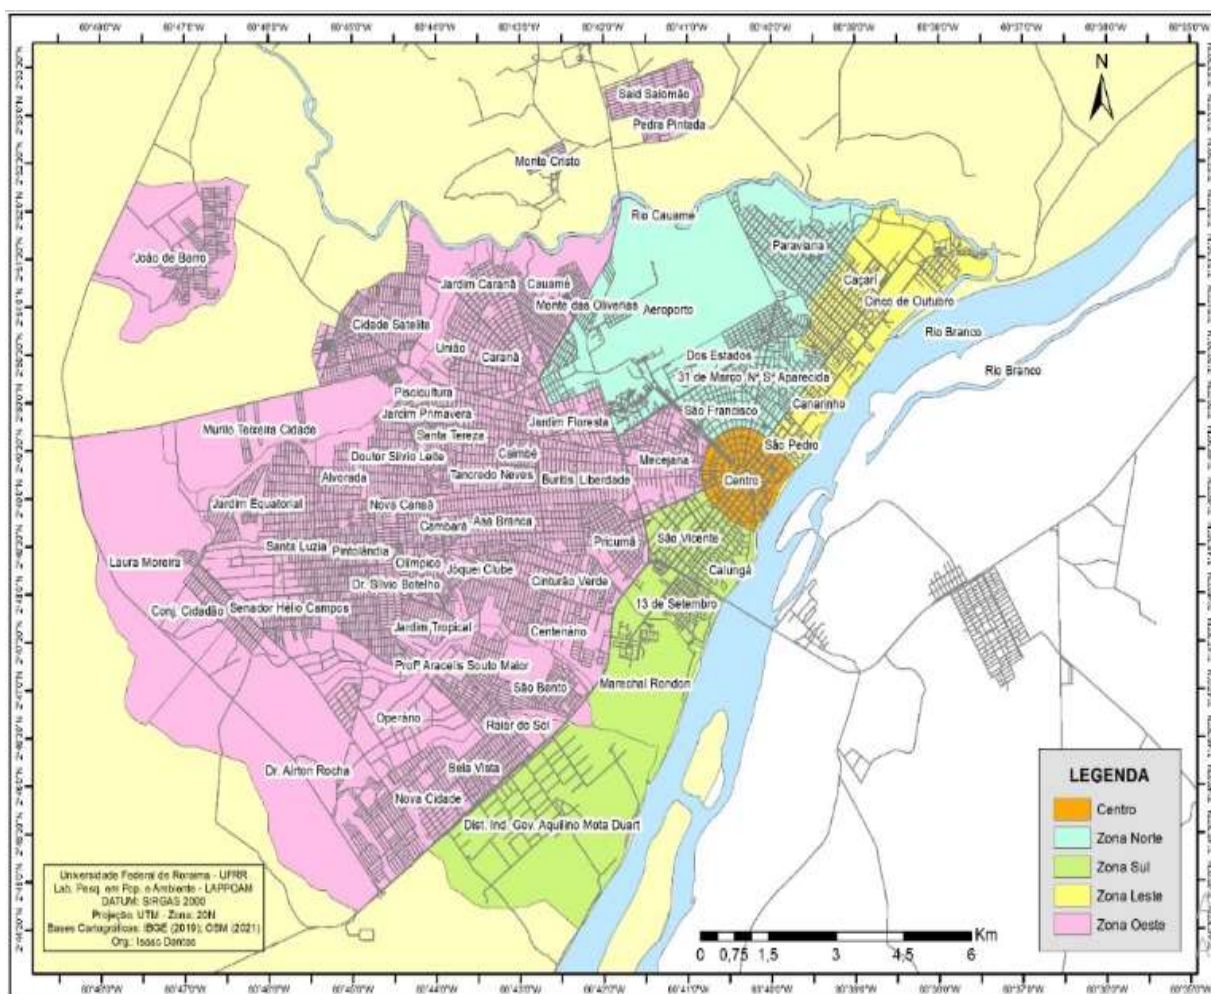 N
Said Salomão
Pedra Pintada
Monte Cristo
Rio Cauamé
Paraviana
João de Barro
Jardim Caranã
Cauamé
Caçari
Monte das Oliverias
Cinco de Outubro
Aeroporto
Cidade Satelite
Rio Branco
União
Caranã
Dos Estados
Rio Branco
31 de Março
Nª Sª Aparecida
Piscicultura
Canarinho
Jardim Primavera
São Francisco
Jardim Floresta
Murilo Teixeira Cidade
Santa Tereza
São Pedro
Doutor Silvio Leite
Caimbé
Mecejana
Alvorada
Tancredo Neves
Buritis
Liberdade
Centro
Jardim Equatorial
Nova Canaã
Cambará
Asa Branca
Santa Luzia
Pintolândia
Pricumã
São Vicente
Laura Moreira
Olímpico
Jóquei Clube
Calungá
Dr. Silvio Botelho
Cinturão Verde
Conj. Cidadão
Senador Hélio Campos
13 de Setembro
Jardim Tropical
Centenário
Profª Aracelis Souto Maior
São Bento
Marechal Rondon
Operário
Raiar do Sol
Dr. Airton Rocha
Bela Vista
Nova Cidade
Dist. Ind. Gov. Aquilino Mota Duart
LEGENDA
Centro
Zona Norte
Zona Sul
Zona Leste
Zona Oeste
Universidade Federal de Roraima - UFRR
Lab. Pesq. em Pop. e Ambiente - LAPPOAM
DATUM: SIRGAS 2000
Projeção: UTM - Zona: 20N
Bases Cartográficas: IBGE (2019); OSM (2021)
Org.: Isaac Dantas
Km
0 0,75 1,5 3 4,5 6